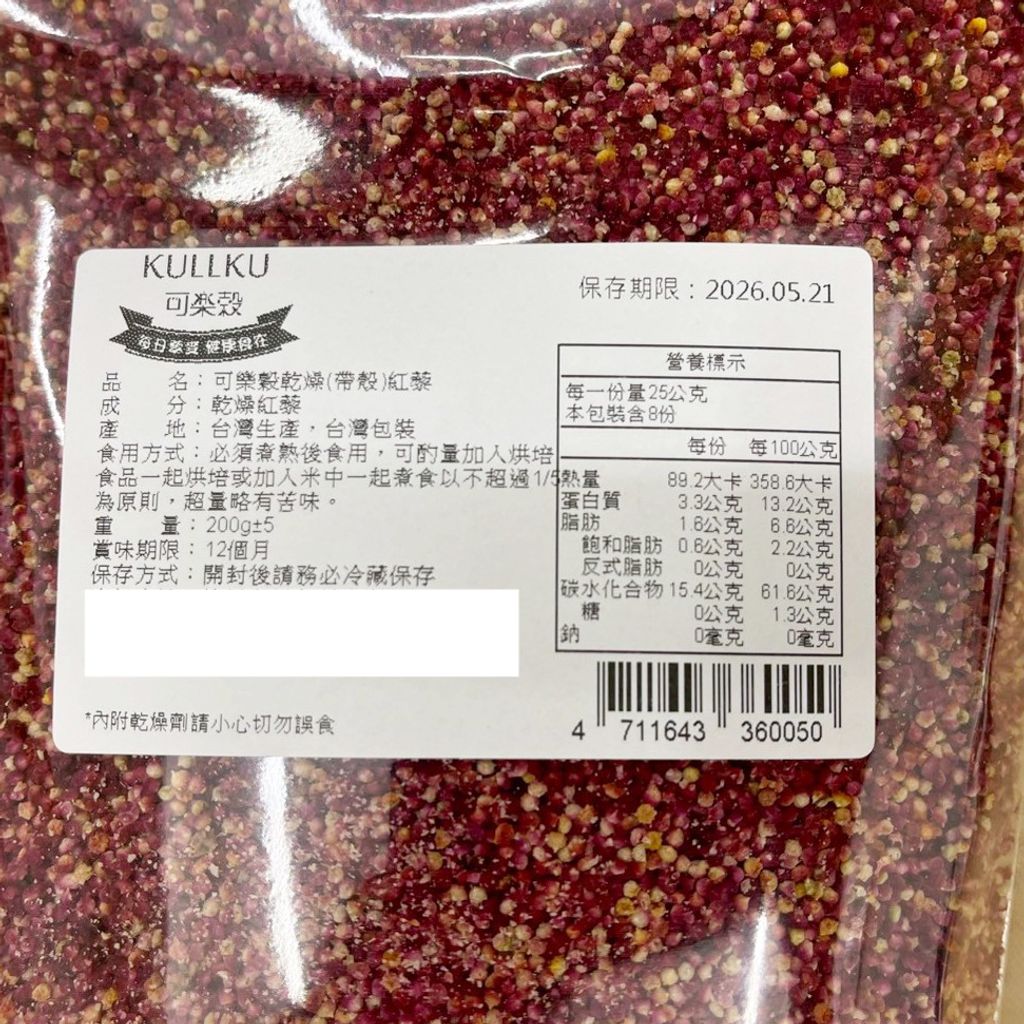 KULLKU
可樂穀
每日藜麥 健康食在
保存期限：2026.05.21
品 名：可樂穀乾燥(帶殼)紅藜
成 分：乾燥紅藜
產 地：台灣生產，台灣包裝
食用方式：必須煮熟後食用，可酌量加入烘培
食品一起烘培或加入米中一起煮食以不超過1/5
為原則，超量略有苦味。
重 量：200g±5
賞味期限：12個月
保存方式：開封後請務必冷藏保存
*內附乾燥劑請小心切勿誤食
營養標示
每一份量25公克
本包裝含8份
每份 每100公克
熱量 89.2大卡 358.6大卡
蛋白質 3.3公克 13.2公克
脂肪 1.6公克 6.6公克
飽和脂肪 0.6公克 2.2公克
反式脂肪 0公克 0公克
碳水化合物 15.4公克 61.6公克
糖 0公克 1.3公克
鈉 0毫克 0毫克
4 711643 360050